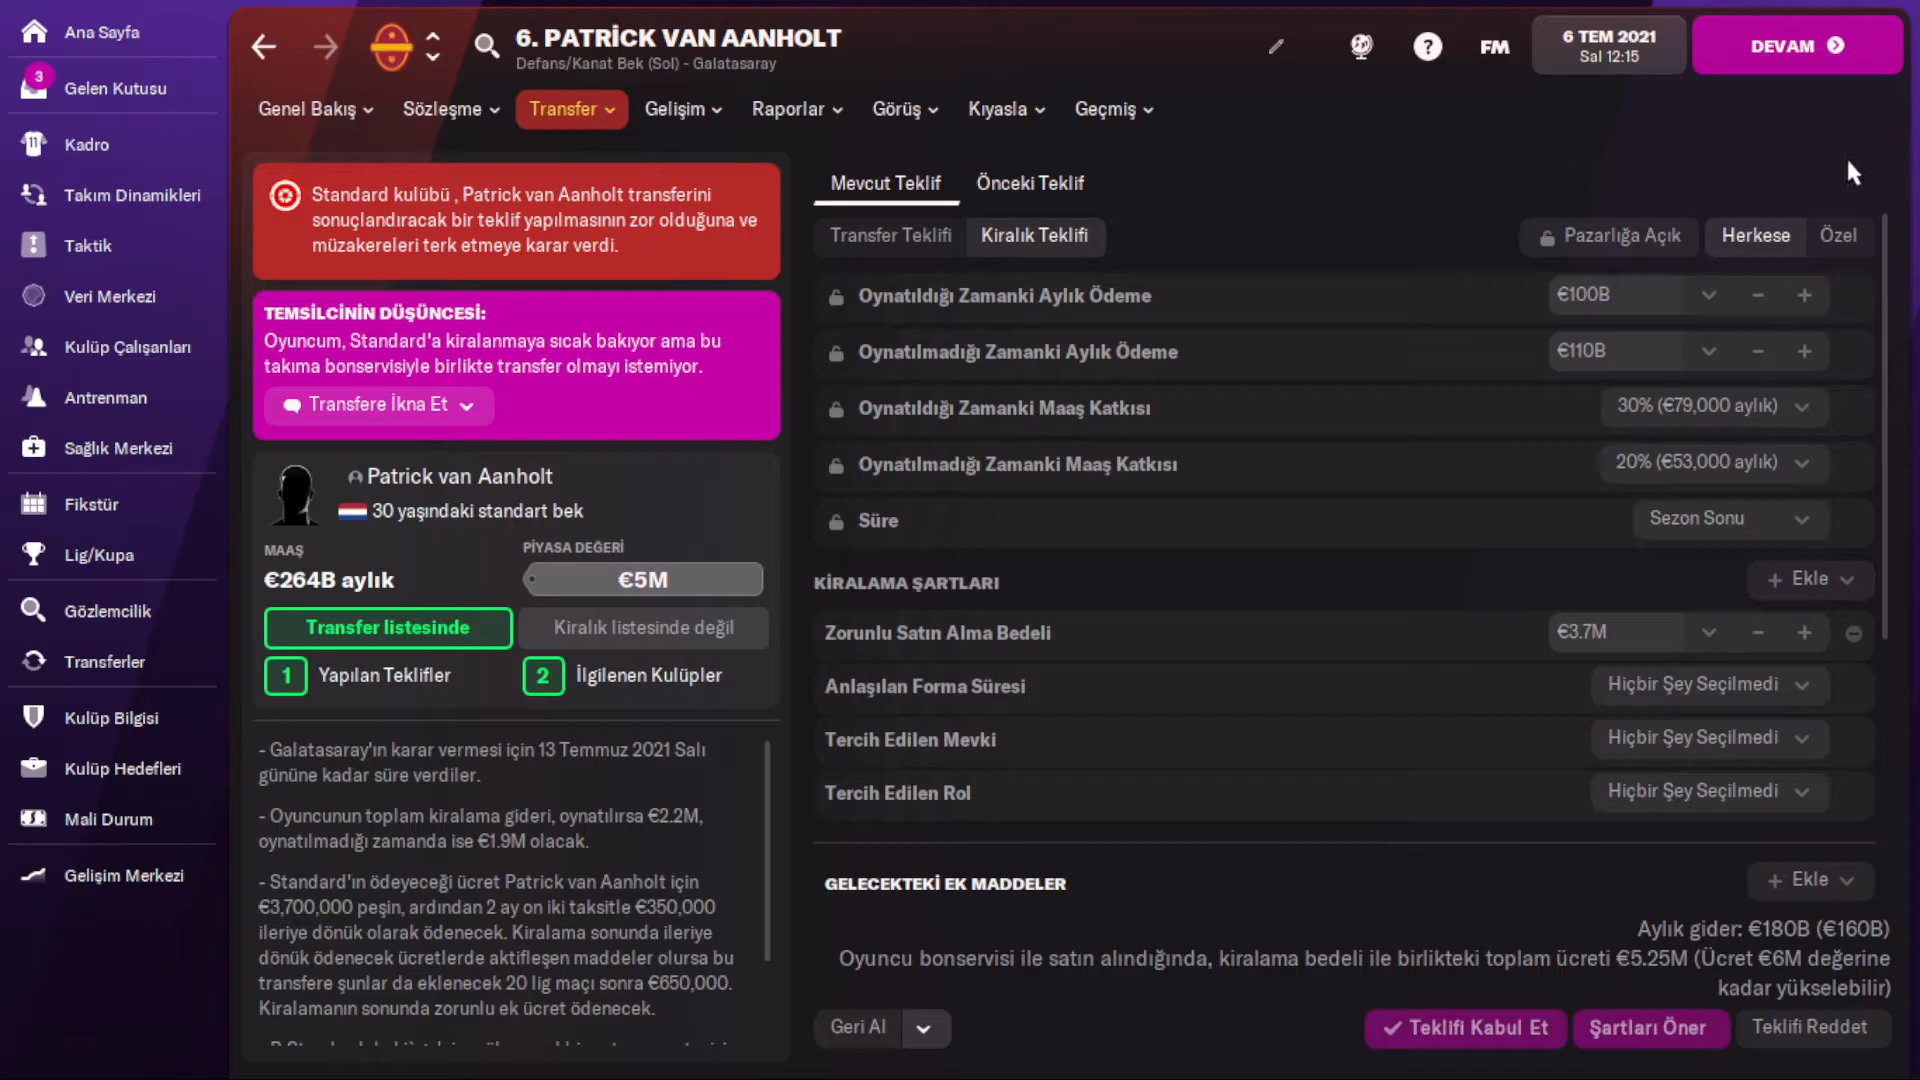 Ana Sayfa
3
Gelen Kutusu
Kadro
Takım Dinamikleri
Taktik
Veri Merkezi
Kulüp Çalışanları
Antrenman
Sağlık Merkezi
Fikstür
Lig/Kupa
Gözlemcilik
Transferler
Kulüp Bilgisi
Kulüp Hedefleri
Mali Durum
Gelişim Merkezi
6. PATRİCK VAN AANHOLT
Defans/Kanat Bek (Sol) - Galatasaray
?
FM
6 TEM 2021
Sal 12:15
DEVAM
Genel Bakış Sözleşme Transfer Gelişim Raporlar Görüş Kıyasla Geçmiş
Standard kulübü , Patrick van Aanholt transferini
sonuçlandıracak bir teklif yapılmasının zor olduğuna ve
müzakereleri terk etmeye karar verdi.
TEMSİLCİNİN DÜŞÜNCESİ:
Oyuncum, Standard'a kiralanmaya sıcak bakıyor ama bu
takıma bonservisiyle birlikte transfer olmayı istemiyor.
Transfere İkna Et
Patrick van Aanholt
30 yaşındaki standart bek
MAAŞ
€264B aylık
PİYASA DEĞERİ
€5M
Transfer listesinde
Kiralık listesinde değil
1 Yapılan Teklifler
2 İlgilenen Kulüpler
- Galatasaray'ın karar vermesi için 13 Temmuz 2021 Salı
gününe kadar süre verdiler.
- Oyuncunun toplam kiralama gideri, oynatılırsa €2.2M,
oynatılmadığı zamanda ise €1.9M olacak.
- Standard'ın ödeyeceği ücret Patrick van Aanholt için
€3,700,000 peşin, ardından 2 ay on iki taksitle €350,000
ileriye dönük olarak ödenecek. Kiralama sonunda ileriye
dönük ödenecek ücretlerde aktifleşen maddeler olursa bu
transfere şunlar da eklenecek 20 lig maçı sonra €650,000.
Kiralamanın sonunda zorunlu ek ücret ödenecek.
Mevcut Teklif Önceki Teklif
Transfer Teklifi Kiralık Teklifi
Pazarlığa Açık Herkese Özel
Oynatıldığı Zamanki Aylık Ödeme €100B
Oynatılmadığı Zamanki Aylık Ödeme €110B
Oynatıldığı Zamanki Maaş Katkısı 30% (€79,000 aylık)
Oynatılmadığı Zamanki Maaş Katkısı 20% (€53,000 aylık)
Süre Sezon Sonu
KİRALAMA ŞARTLARI + Ekle
Zorunlu Satın Alma Bedeli €3.7M
Anlaşılan Forma Süresi Hiçbir Şey Seçilmedi
Tercih Edilen Mevki Hiçbir Şey Seçilmedi
Tercih Edilen Rol Hiçbir Şey Seçilmedi
GELECEKTEKİ EK MADDELER + Ekle
Aylık gider: €180B (€160B)
Oyuncu bonservisi ile satın alındığında, kiralama bedeli ile birlikteki toplam ücreti €5.25M (Ücret €6M değerine
kadar yükselebilir)
Geri Al
Teklifi Kabul Et
Şartları Öner
Teklifi Reddet